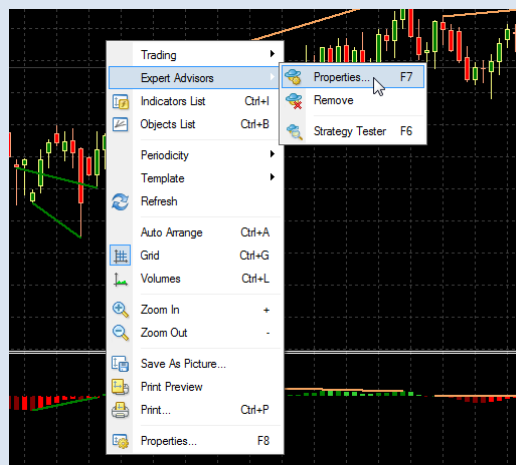 Trading
Expert Advisors
Properties... F7
Indicators List Ctrl+I
Remove
Objects List Ctrl+B
Strategy Tester F6
Periodicity
Template
Refresh
Auto Arrange Ctrl+A
Grid Ctrl+G
Volumes Ctrl+L
Zoom In +
Zoom Out -
Save As Picture...
Print Preview
Print... Ctrl+P
Properties... F8